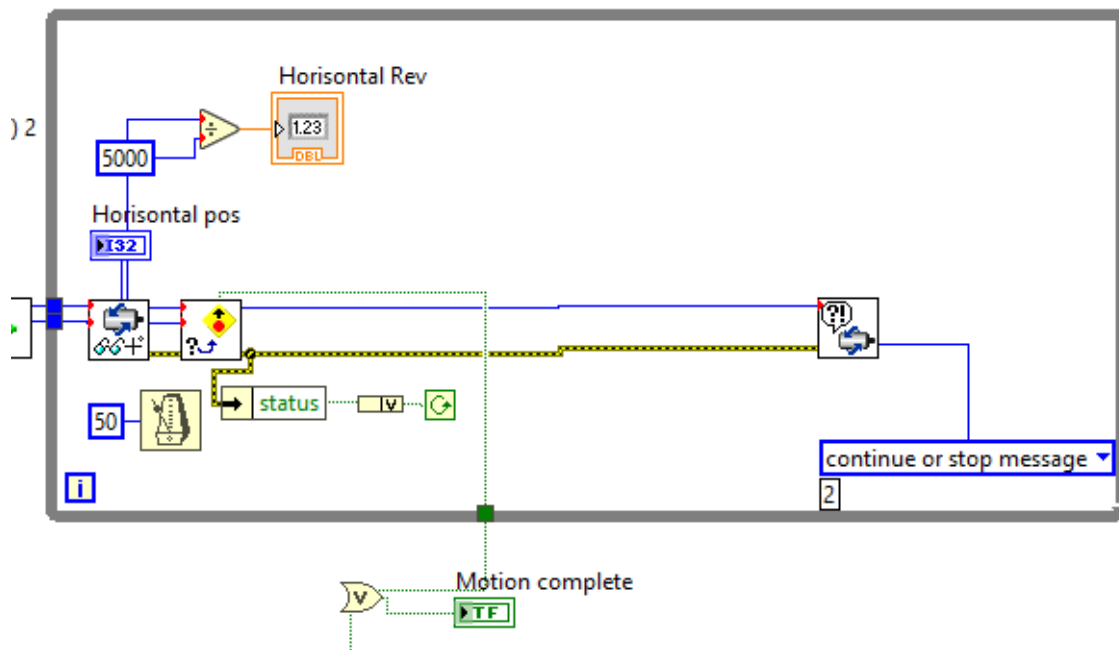 Horisontal Rev
) 2
÷
1.23
DBL
5000
Horisontal pos
I32
?!
?
status
V
50
continue or stop message
i
2
Motion complete
V
TF